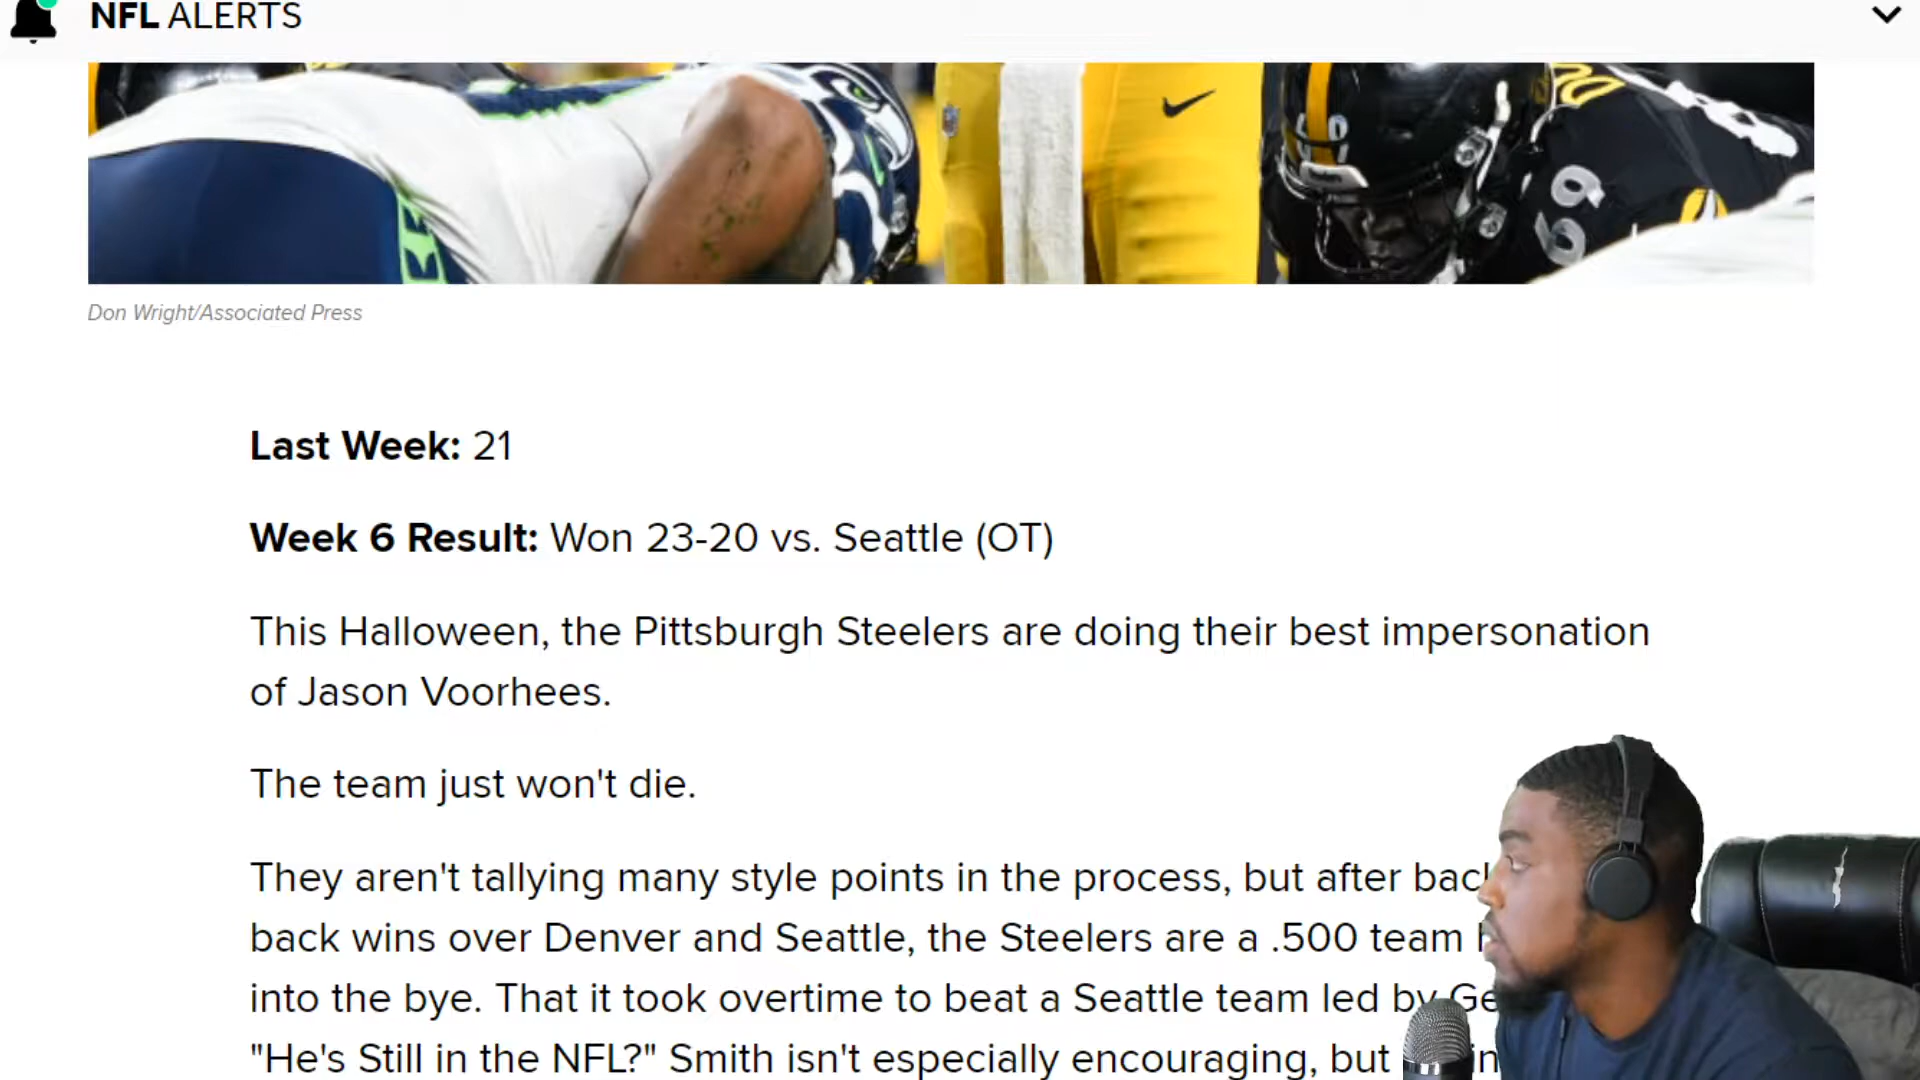 NFL ALERTS
69
Don Wright/Associated Press
Last Week: 21
Week 6 Result: Won 23-20 vs. Seattle (OT)
This Halloween, the Pittsburgh Steelers are doing their best impersonation
of Jason Voorhees.
The team just won't die.
They aren't tallying many style points in the process, but after
back wins over Denver and Seattle, the Steelers are a .500 team
into the bye. That it took overtime to beat a Seattle team led by
"He's Still in the NFL?" Smith isn't especially encouraging, but